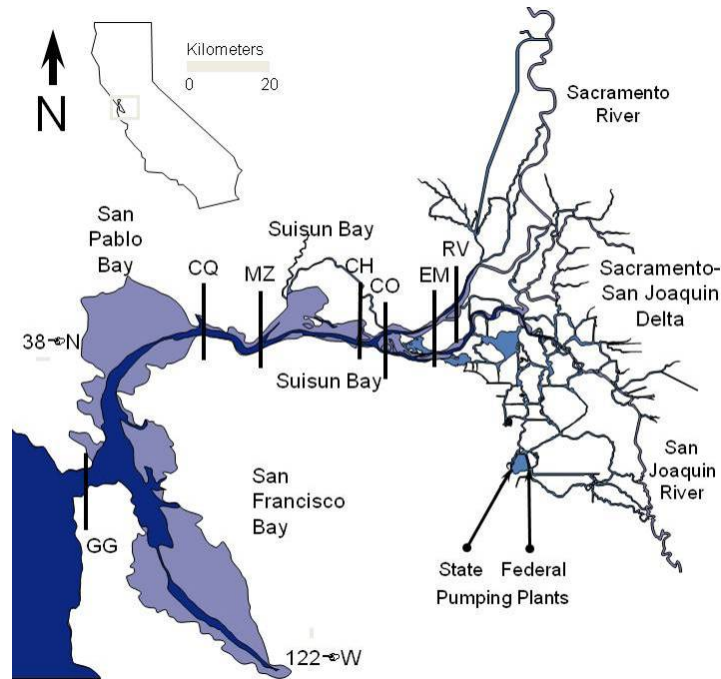 Kilometers
0 20
N
Sacramento
River
San
Pablo
Bay
Suisun Bay
CQ
MZ
CH
CO
EM
RV
Sacramento-
San Joaquin
Delta
38☜N
Suisun Bay
San
Francisco
Bay
San
Joaquin
River
GG
State Federal
Pumping Plants
122☜W